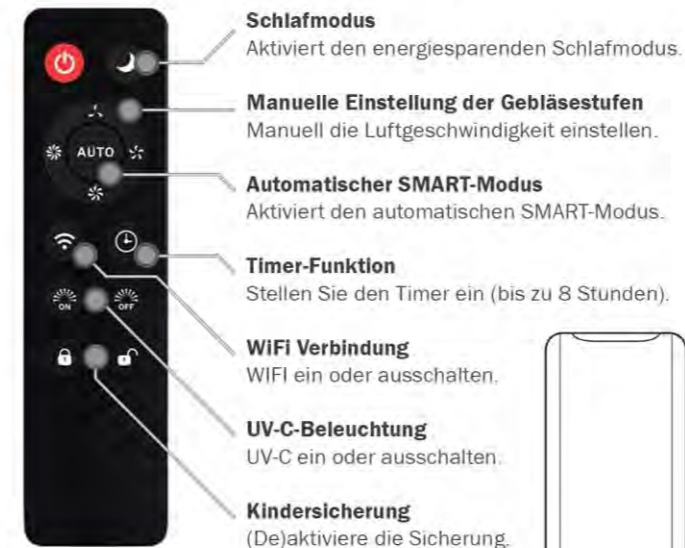 Schlafmodus
Aktiviert den energiesparenden Schlafmodus.
Manuelle Einstellung der Gebläsestufen
Manuell die Luftgeschwindigkeit einstellen.
AUTO
Automatischer SMART-Modus
Aktiviert den automatischen SMART-Modus.
Timer-Funktion
Stellen Sie den Timer ein (bis zu 8 Stunden).
ON
OFF
WiFi Verbindung
WIFI ein oder ausschalten.
UV-C-Beleuchtung
UV-C ein oder ausschalten.
Kindersicherung
(De)aktiviere die Sicherung.